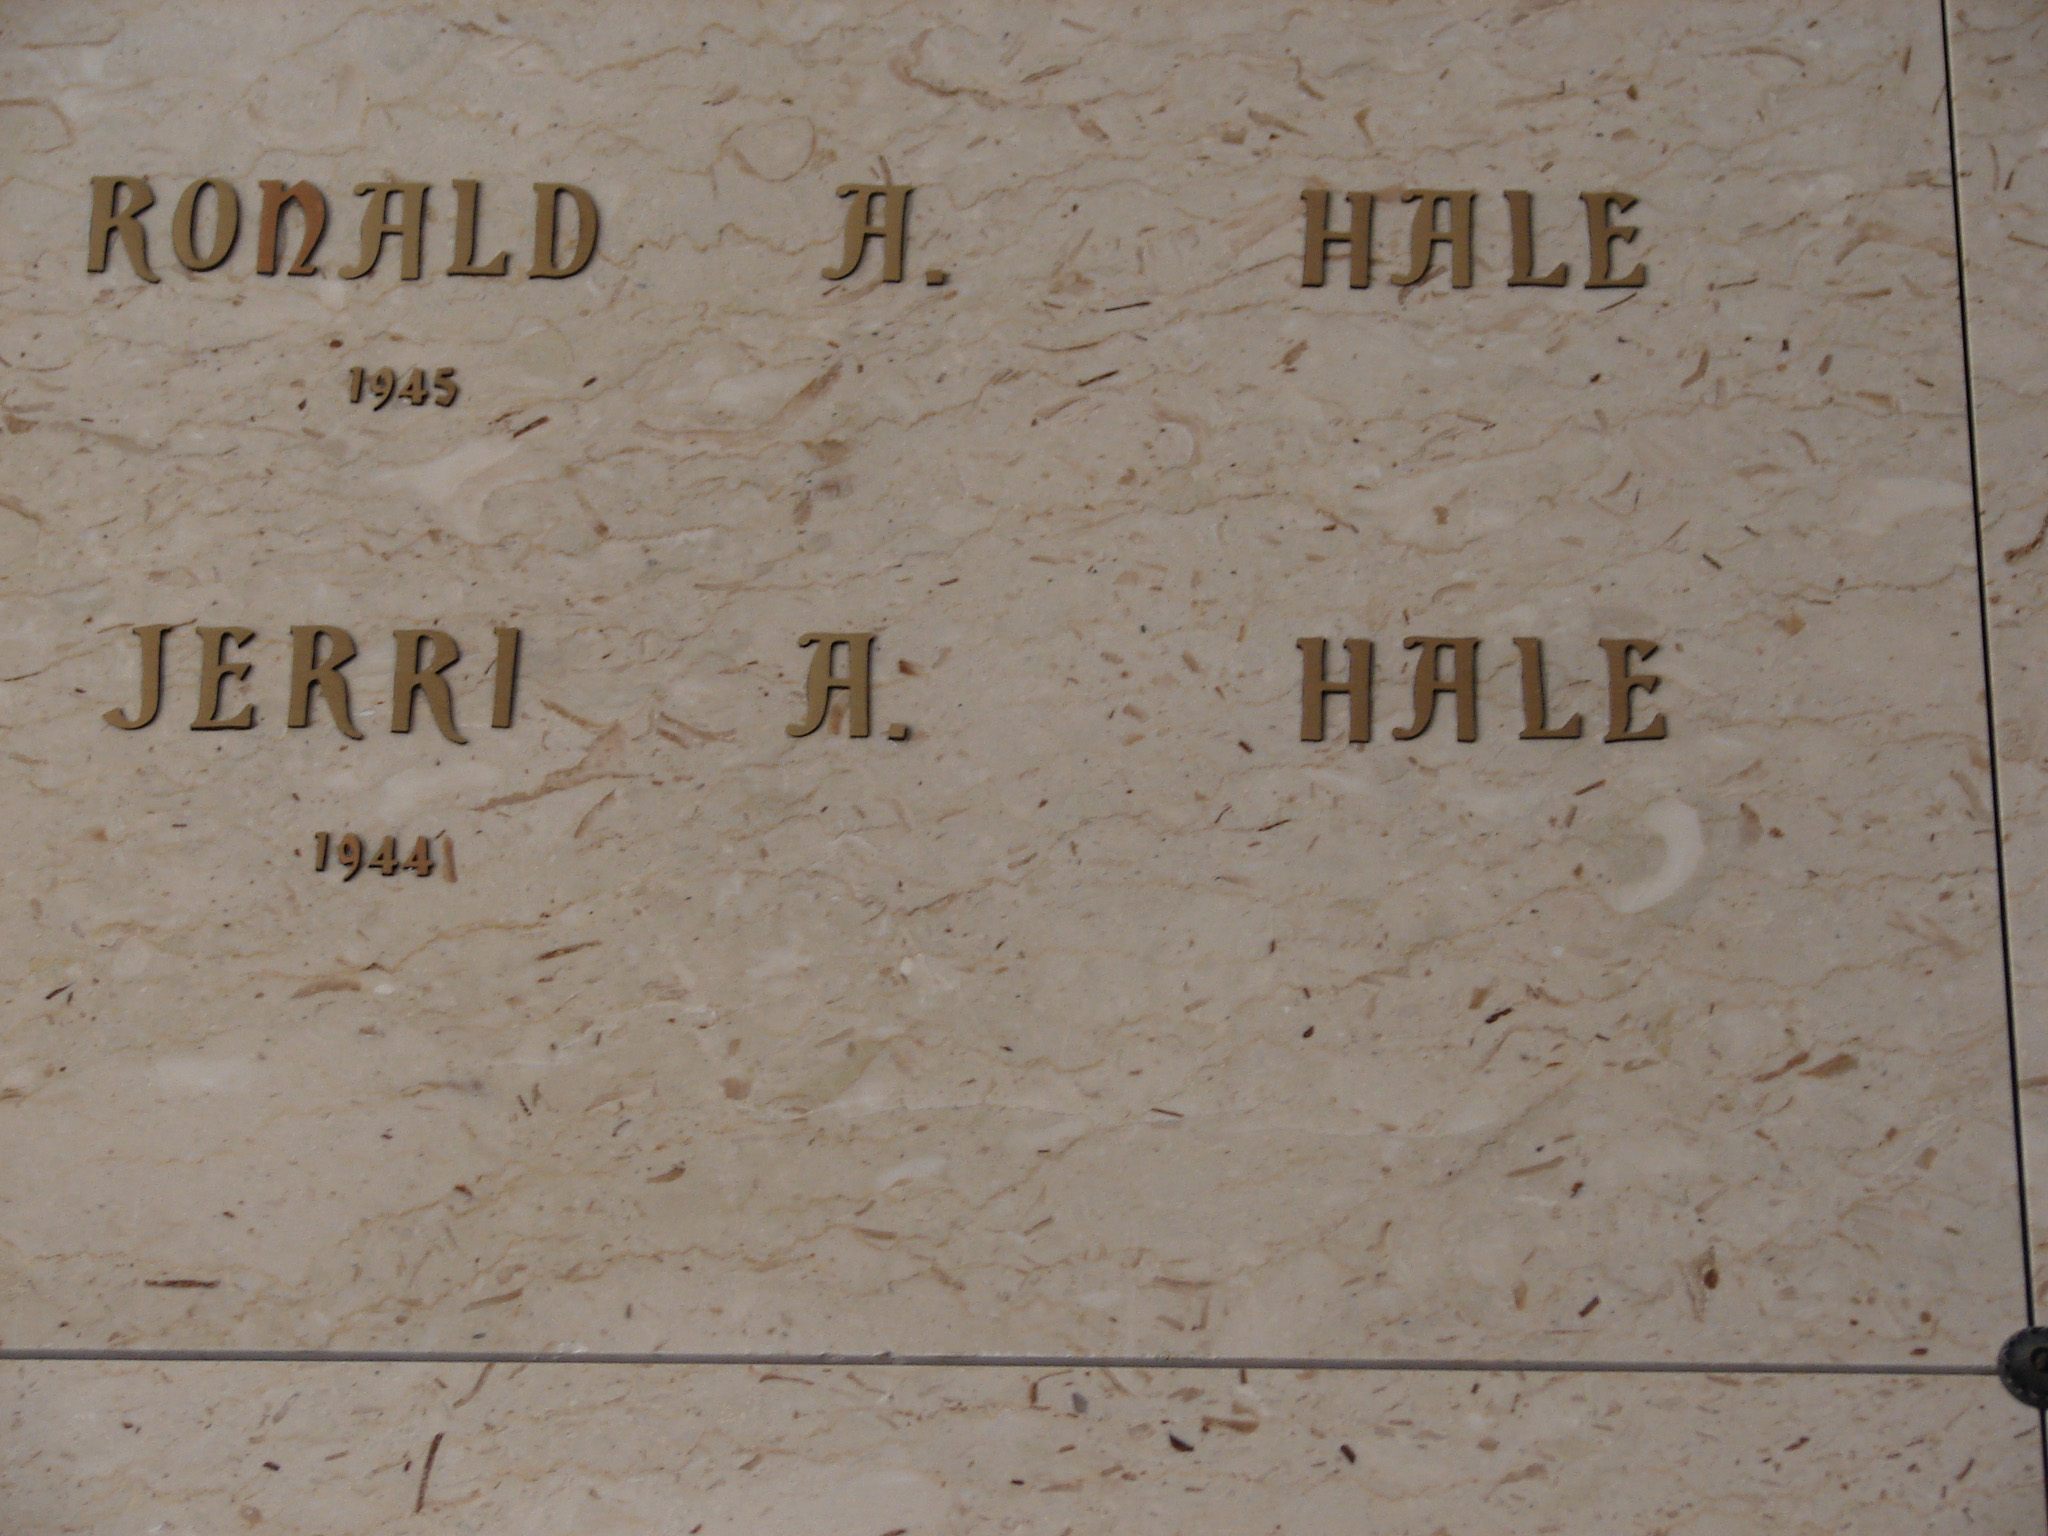 RONALD A. HALE
1945
JERRI A. HALE
1944